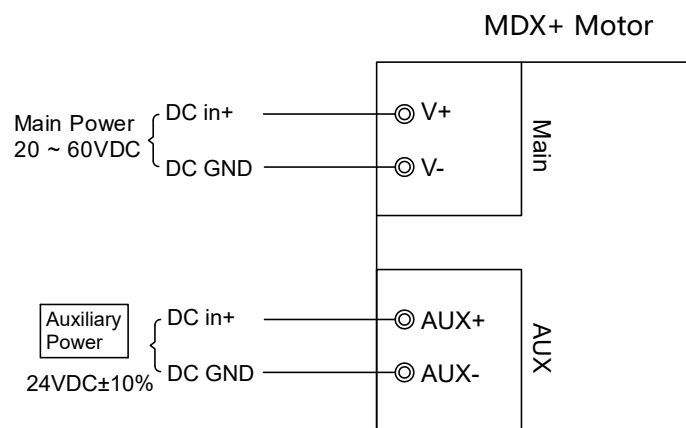 MDX+ Motor
Main Power
20 ~ 60VDC
DC in+
V+
DC GND
V-
Main
Auxiliary
Power
24VDC±10%
DC in+
AUX+
DC GND
AUX-
AUX